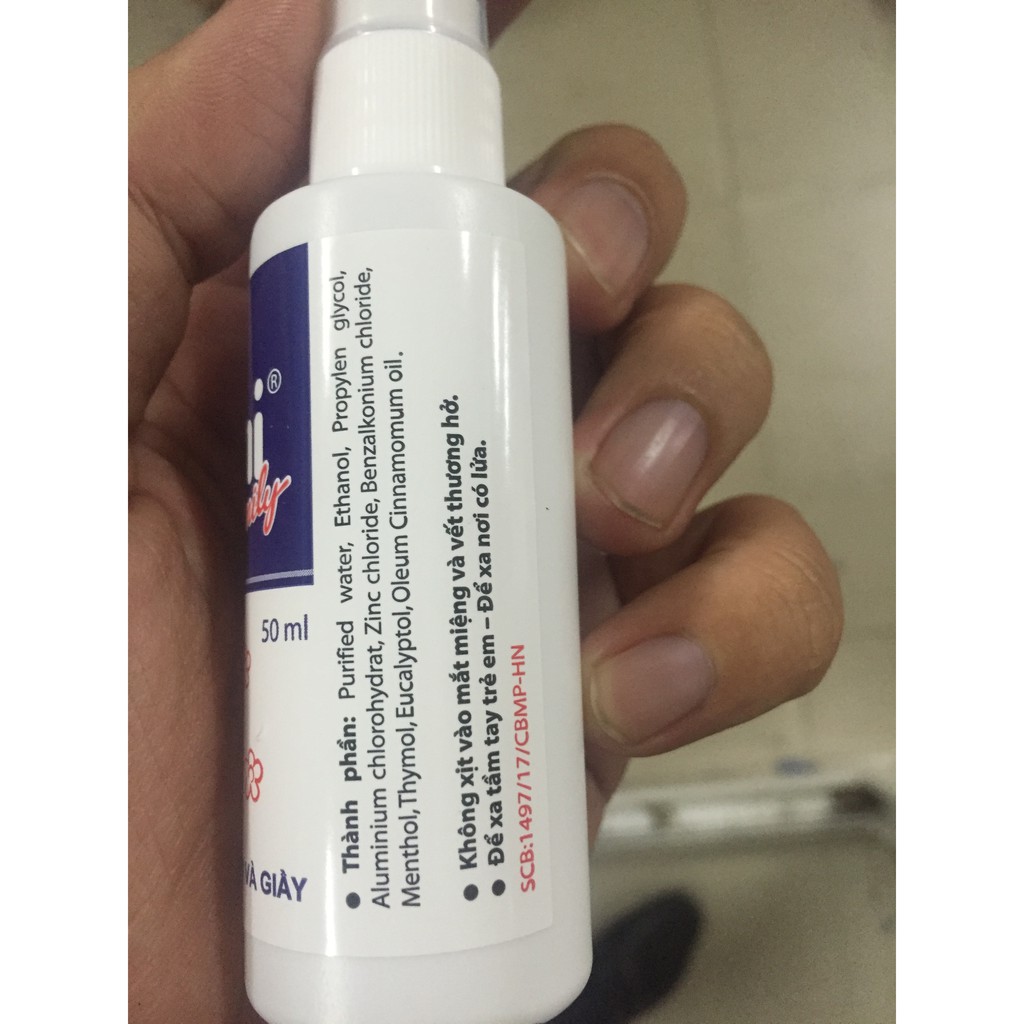 50 ml
VÀ GIÀY
• Thành phần: Purified water, Ethanol, Propylen glycol,
Aluminium chlorohydrat, Zinc chloride, Benzalkonium chloride,
Menthol, Thymol, Eucalyptol, Oleum Cinnamomum oil.
• Không xịt vào mắt miệng và vết thương hở.
• Để xa tầm tay trẻ em – Để xa nơi có lửa.
SCB:1497/17/CBMP-HN